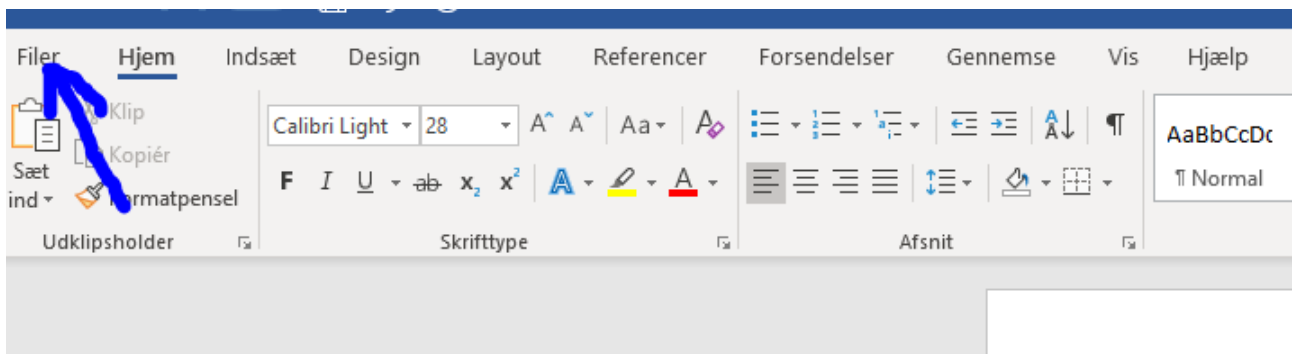 Filer Hjem Indsæt Design Layout Referencer Forsendelser Gennemse Vis Hjælp
Klip
Kopiér
Formatpensel
Sæt
ind
Calibri Light 28 A A Aa A
F I U ab x₂ x² A A
AaBbCcDc
¶ Normal
Udklipsholder Skrifttype Afsnit